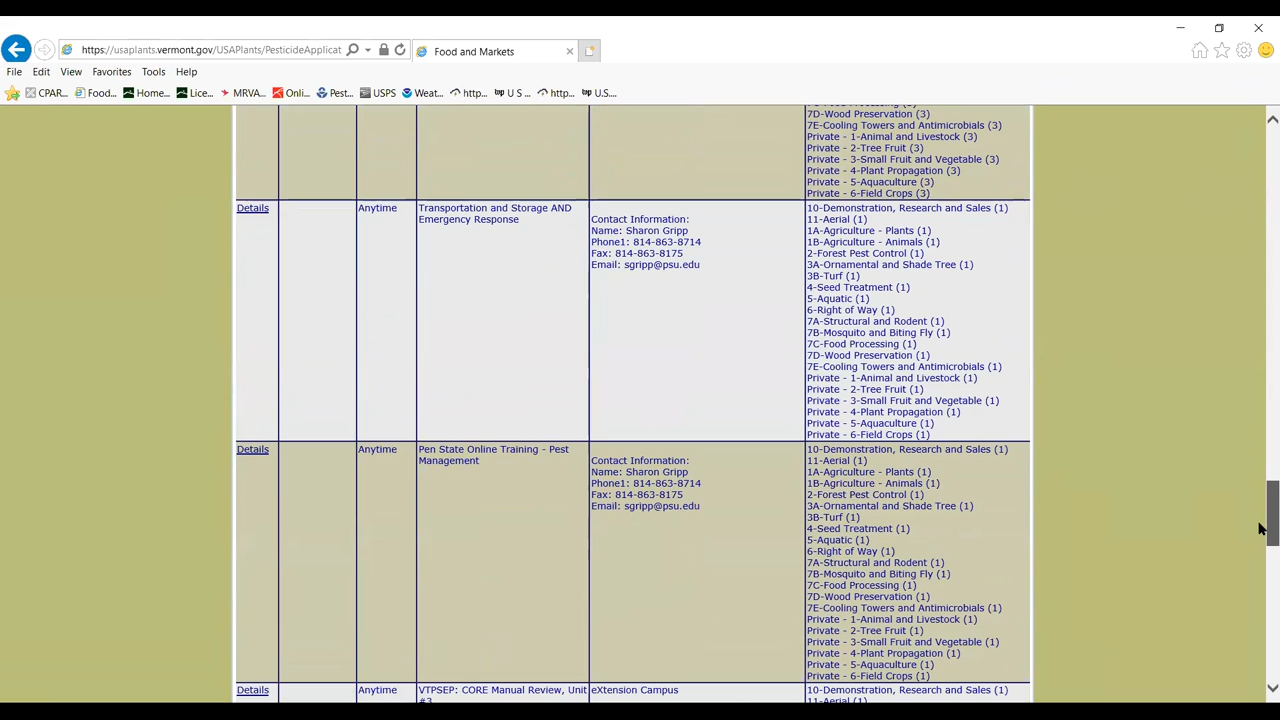 https://usaplants.vermont.gov/USAPlants/PesticideApplicat
Food and Markets
File Edit View Favorites Tools Help
CPAR... Food... Home... Lice... MRVA... Onli... Pest... USPS Weat... http... U S ... http... U.S....
7D-Wood Preservation (3)
7E-Cooling Towers and Antimicrobials (3)
Private - 1-Animal and Livestock (3)
Private - 2-Tree Fruit (3)
Private - 3-Small Fruit and Vegetable (3)
Private - 4-Plant Propagation (3)
Private - 5-Aquaculture (3)
Private - 6-Field Crops (3)
Details
Anytime
Transportation and Storage AND
Emergency Response
Contact Information:
Name: Sharon Gripp
Phone1: 814-863-8714
Fax: 814-863-8175
Email: sgripp@psu.edu
10-Demonstration, Research and Sales (1)
11-Aerial (1)
1A-Agriculture - Plants (1)
1B-Agriculture - Animals (1)
2-Forest Pest Control (1)
3A-Ornamental and Shade Tree (1)
3B-Turf (1)
4-Seed Treatment (1)
5-Aquatic (1)
6-Right of Way (1)
7A-Structural and Rodent (1)
7B-Mosquito and Biting Fly (1)
7C-Food Processing (1)
7D-Wood Preservation (1)
7E-Cooling Towers and Antimicrobials (1)
Private - 1-Animal and Livestock (1)
Private - 2-Tree Fruit (1)
Private - 3-Small Fruit and Vegetable (1)
Private - 4-Plant Propagation (1)
Private - 5-Aquaculture (1)
Private - 6-Field Crops (1)
Details
Anytime
Pen State Online Training - Pest
Management
Contact Information:
Name: Sharon Gripp
Phone1: 814-863-8714
Fax: 814-863-8175
Email: sgripp@psu.edu
10-Demonstration, Research and Sales (1)
11-Aerial (1)
1A-Agriculture - Plants (1)
1B-Agriculture - Animals (1)
2-Forest Pest Control (1)
3A-Ornamental and Shade Tree (1)
3B-Turf (1)
4-Seed Treatment (1)
5-Aquatic (1)
6-Right of Way (1)
7A-Structural and Rodent (1)
7B-Mosquito and Biting Fly (1)
7C-Food Processing (1)
7D-Wood Preservation (1)
7E-Cooling Towers and Antimicrobials (1)
Private - 1-Animal and Livestock (1)
Private - 2-Tree Fruit (1)
Private - 3-Small Fruit and Vegetable (1)
Private - 4-Plant Propagation (1)
Private - 5-Aquaculture (1)
Private - 6-Field Crops (1)
Details
Anytime
VTPSEP: CORE Manual Review, Unit
#3
eXtension Campus
10-Demonstration, Research and Sales (1)
11-Aerial (1)